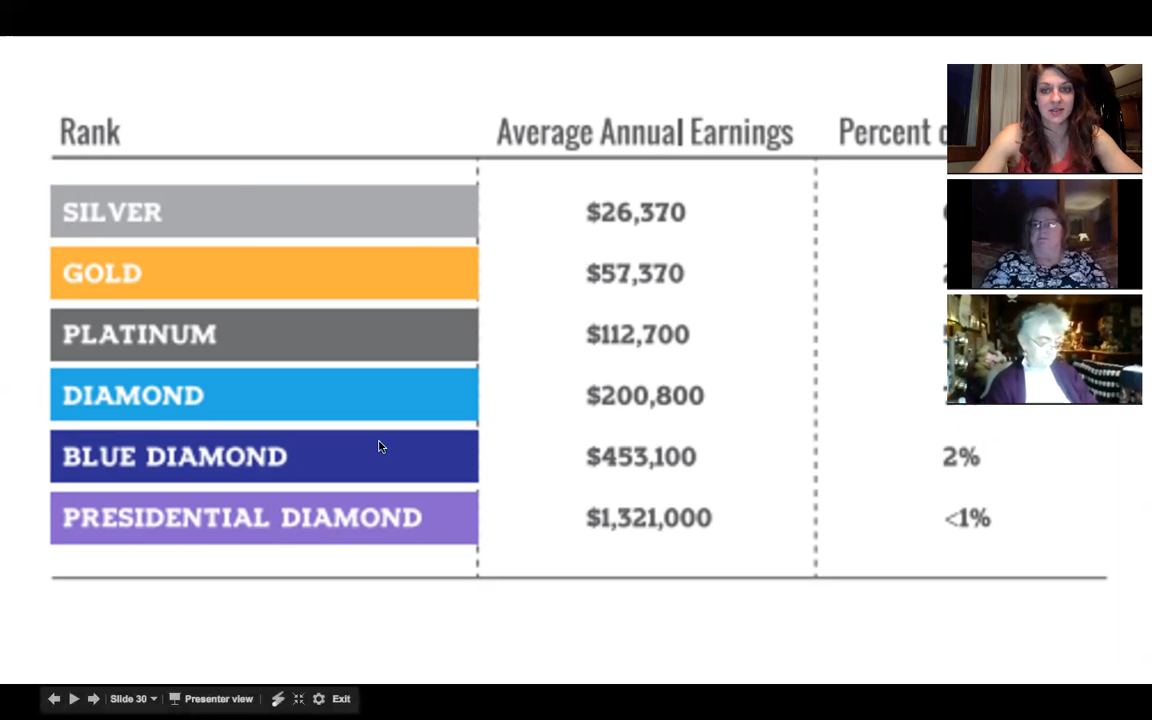 Rank Average Annual Earnings Percent
SILVER $26,370
GOLD $57,370
PLATINUM $112,700
DIAMOND $200,800
BLUE DIAMOND $453,100 2%
PRESIDENTIAL DIAMOND $1,321,000 <1%
Slide 30 Presenter view Exit